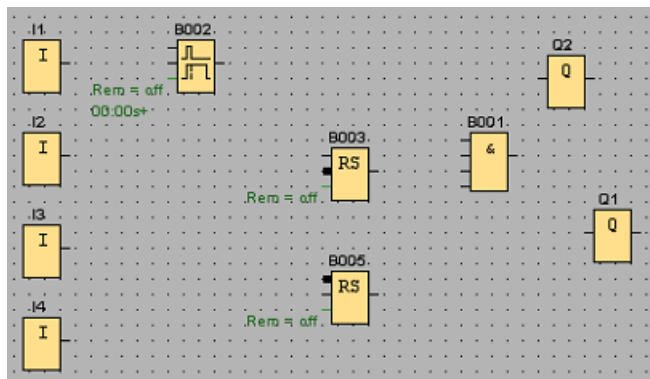 I1
I
B002
Rem = off
00:00s+
Q2
Q
I2
I
B003
RS
Rem = off
B001
&
I3
I
Q1
Q
B005
RS
Rem = off
I4
I